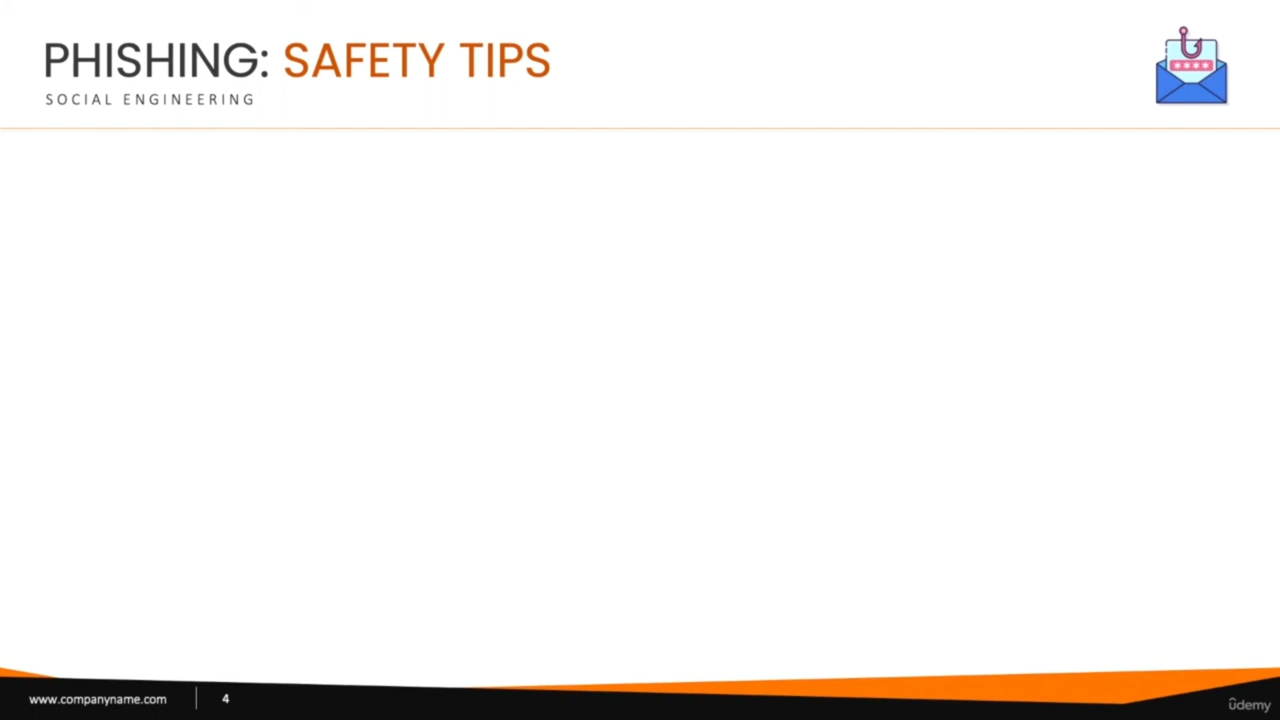 PHISHING: SAFETY TIPS
SOCIAL ENGINEERING
****
www.companyname.com
4
ûdemy